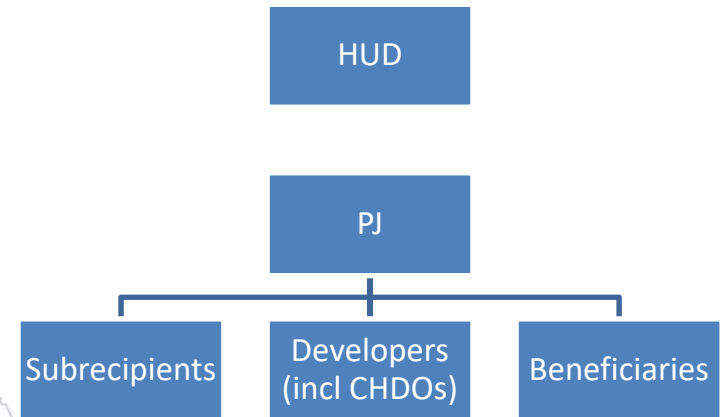 HUD
PJ
Subrecipients
Developers
(incl CHDOs)
Beneficiaries